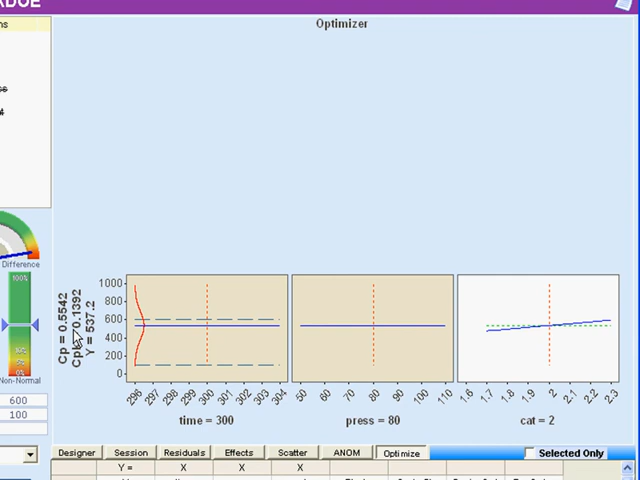 ADOE
ns
Optimizer
Difference
100%
Non-Normal
600
100
Cp = 0.5542
Cpk 0.1392
Y = 537.2
1000
800
600
400
200
0
296 297 298 299 300 301 302 303 304
time = 300
50 60 70 80 90 100 110
press = 80
1.6 1.7 1.8 1.9 2 2.1 2.2 2.3
cat = 2
Designer Session Residuals Effects Scatter ANOM Optimize Selected Only
Y = X X X